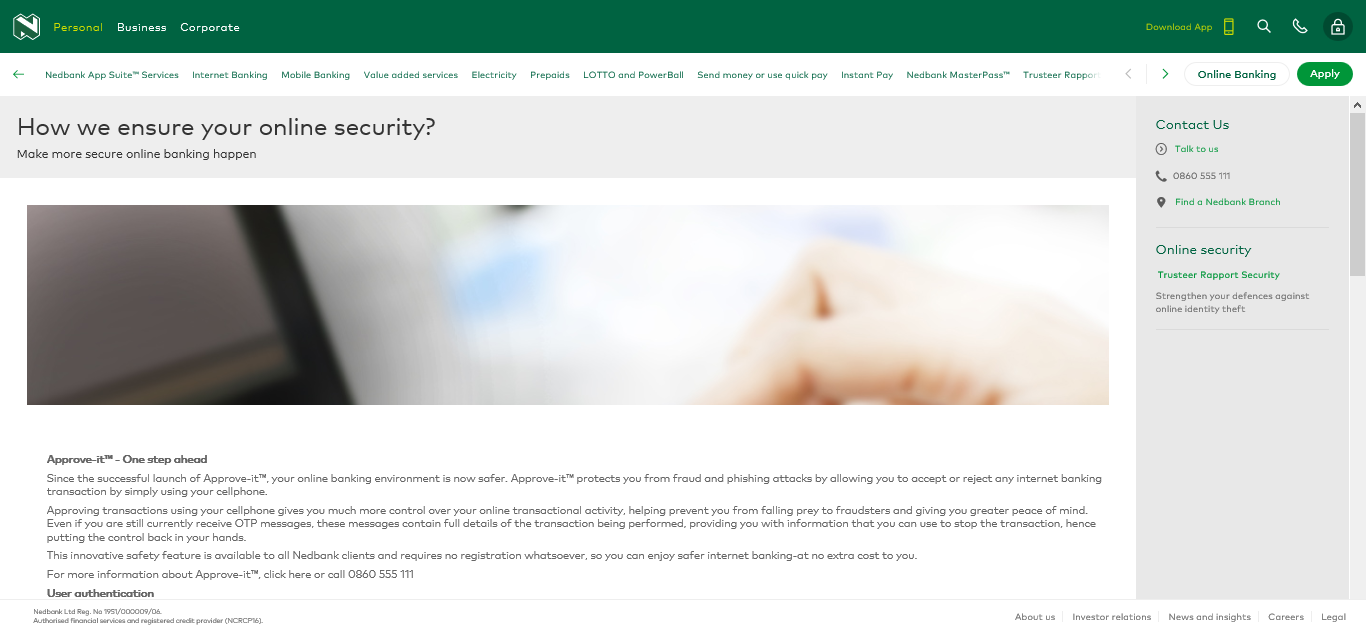 Personal Business Corporate
Download App
Nedbank App Suite™ Services Internet Banking Mobile Banking Value added services Electricity Prepaids LOTTO and PowerBall Send money or use quick pay Instant Pay Nedbank MasterPass™ Trusteer Rapport
Online Banking Apply
How we ensure your online security?
Make more secure online banking happen
Contact Us
Talk to us
0860 555 111
Find a Nedbank Branch
Online security
Trusteer Rapport Security
Strengthen your defences against
online identity theft
Approve-it™ - One step ahead
Since the successful launch of Approve-it™, your online banking environment is now safer. Approve-it™ protects you from fraud and phishing attacks by allowing you to accept or reject any internet banking
transaction by simply using your cellphone.
Approving transactions using your cellphone gives you much more control over your online transactional activity, helping prevent you from falling prey to fraudsters and giving you greater peace of mind.
Even if you are still currently receive OTP messages, these messages contain full details of the transaction being performed, providing you with information that you can use to stop the transaction, hence
putting the control back in your hands.
This innovative safety feature is available to all Nedbank clients and requires no registration whatsoever, so you can enjoy safer internet banking-at no extra cost to you.
For more information about Approve-it™, click here or call 0860 555 111
User authentication
Nedbank Ltd Reg. No 1951/000009/06.
Authorised financial services and registered credit provider (NCRCP16).
About us Investor relations News and insights Careers Legal